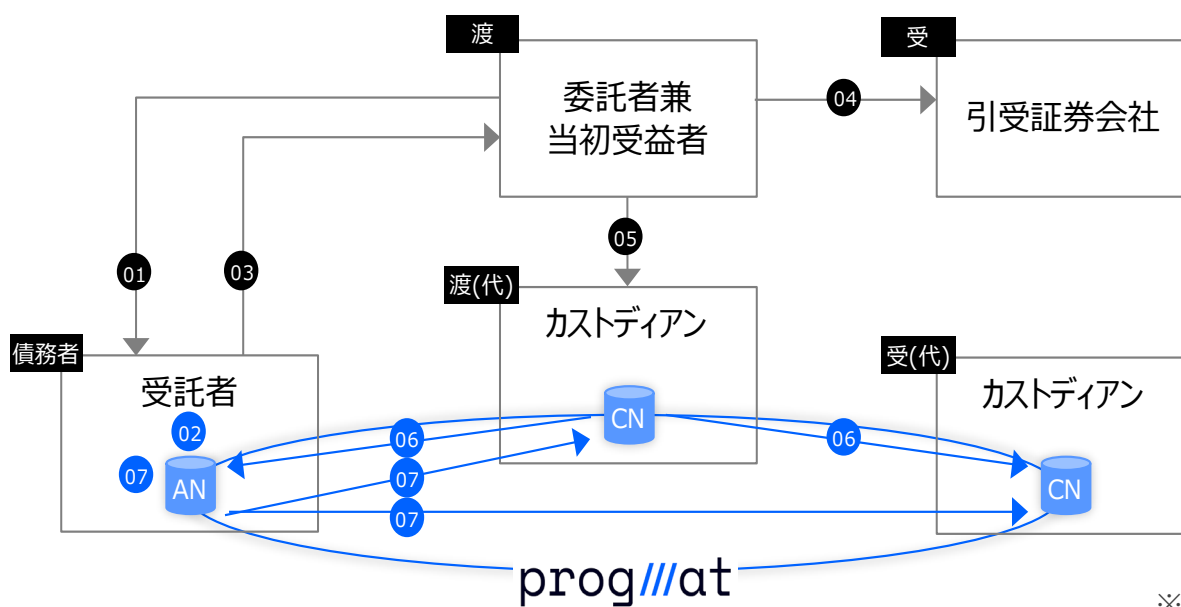 渡
委託者兼
当初受益者
04
受
引受証券会社
01
03
05
渡(代)
カストディアン
CN
債務者
受託者
02
07
AN
06
07
07
06
受(代)
カストディアン
CN
prog///at
※